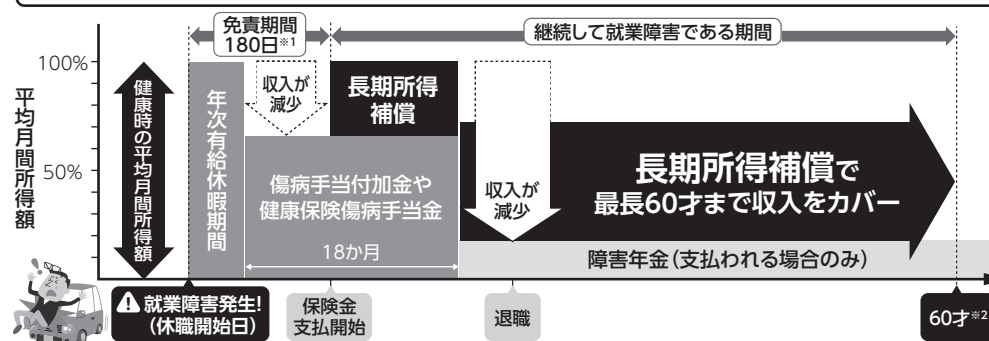 免責期間
180日※1
継続して就業障害である期間
平均月間所得額
100%
50%
健康時の平均月間所得額
年次有給休暇期間
収入が
減少
長期所得
補償
傷病手当付加金や
健康保険傷病手当金
18か月
収入が
減少
長期所得補償で
最長60才まで収入をカバー
障害年金(支払われる場合のみ)
就業障害発生!
(休職開始日)
保険金
支払開始
退職
60才※2